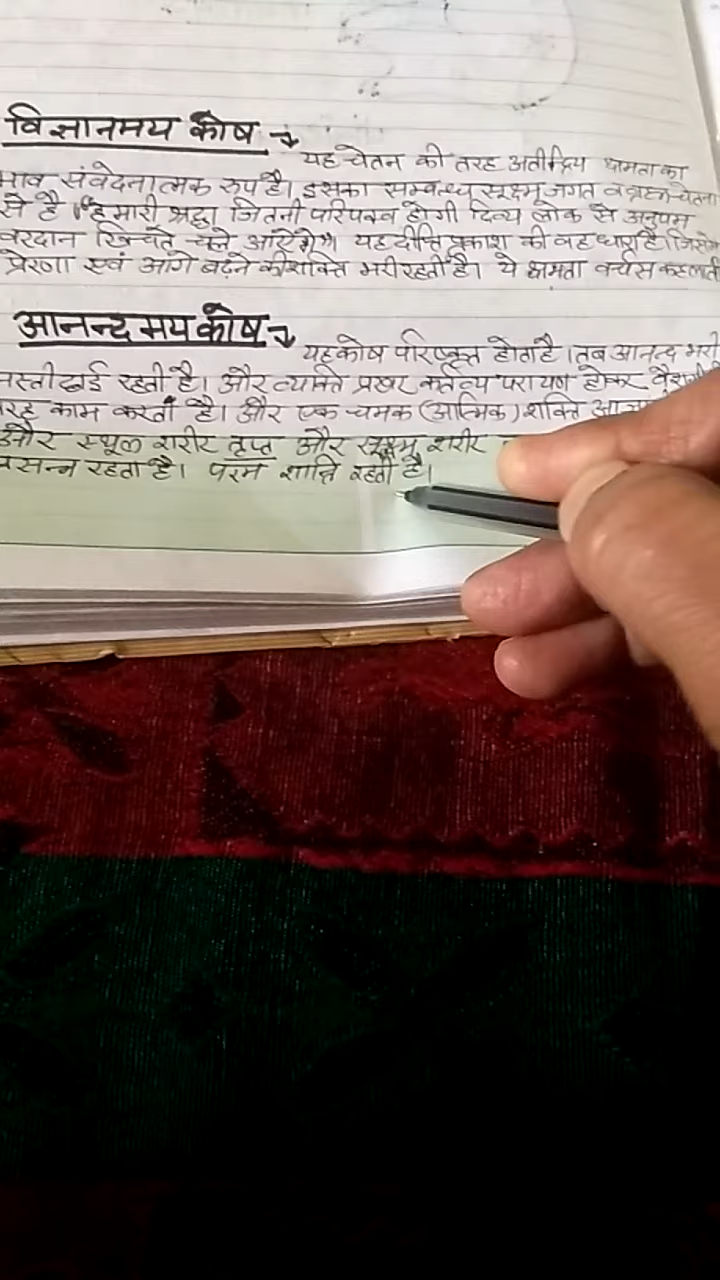 विज्ञानमय कोष →
यह चेतन की तरह अतीन्द्रिय क्षमता का
भाव संवेदनात्मक रुप है। इसका सम्बन्ध सूक्ष्म जगत व ब्रह्म चेतना
से है। हमारी श्रद्धा जितनी परिपक्व होगी दिव्य लोक से अनुपम
वरदान खिचते चले आऐंगे। यह दीप्ति प्रकाश की वह धारा है। जिसमे
प्रेरणा एवं आगे बढ़ने की शक्ति भरी रहती है। ये क्षमता वर्चस कहलाती
आनन्दमय कोष →
यह कोष परिष्कृत होता है। तब आनन्द भरी
मस्ती छाई रहती है। और व्यक्ति प्रखर कर्तव्य परायण होकर
तरह काम करता है। और एक चमक (आत्मिक) शक्ति
और स्थूल शरीर तृप्त और सूक्ष्म शरीर
प्रसन्न रहता है। परम शान्ति रहती है।